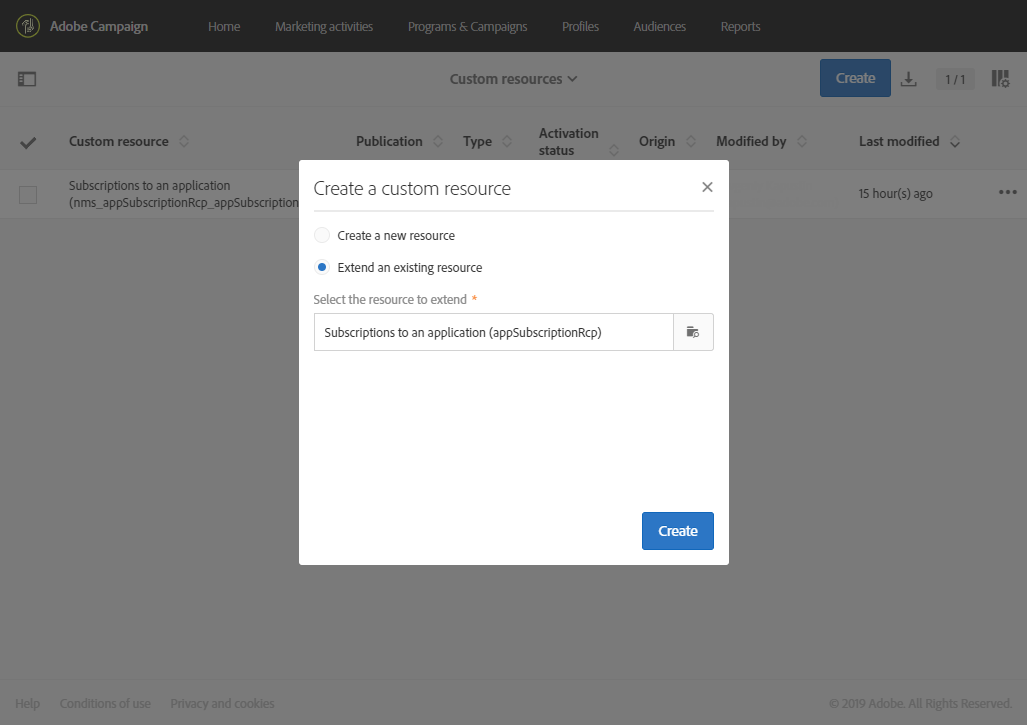 Adobe Campaign
Home
Marketing activities
Programs & Campaigns
Profiles
Audiences
Reports
Custom resources
Create
1 / 1
Custom resource
Publication
Type
Activation
status
Origin
Modified by
Last modified
Subscriptions to an application
(nms_appSubscriptionRcp_appSubscription
15 hour(s) ago
Create a custom resource
Create a new resource
Extend an existing resource
Select the resource to extend *
Subscriptions to an application (appSubscriptionRcp)
Create
Help
Conditions of use
Privacy and cookies
© 2019 Adobe. All Rights Reserved.